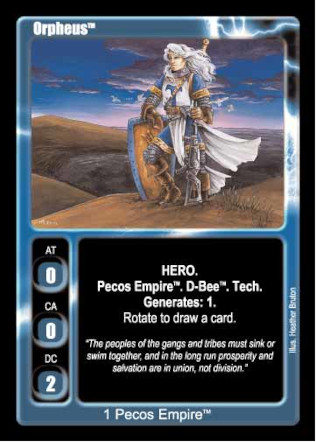 Orpheus™
AT
0
CA
0
DC
2
HERO.
Pecos Empire™. D-Bee™. Tech.
Generates: 1.
Rotate to draw a card.
"The peoples of the gangs and tribes must sink or
swim together, and in the long run prosperity and
salvation are in union, not division."
Illus. Heather Bruton
1 Pecos Empire™